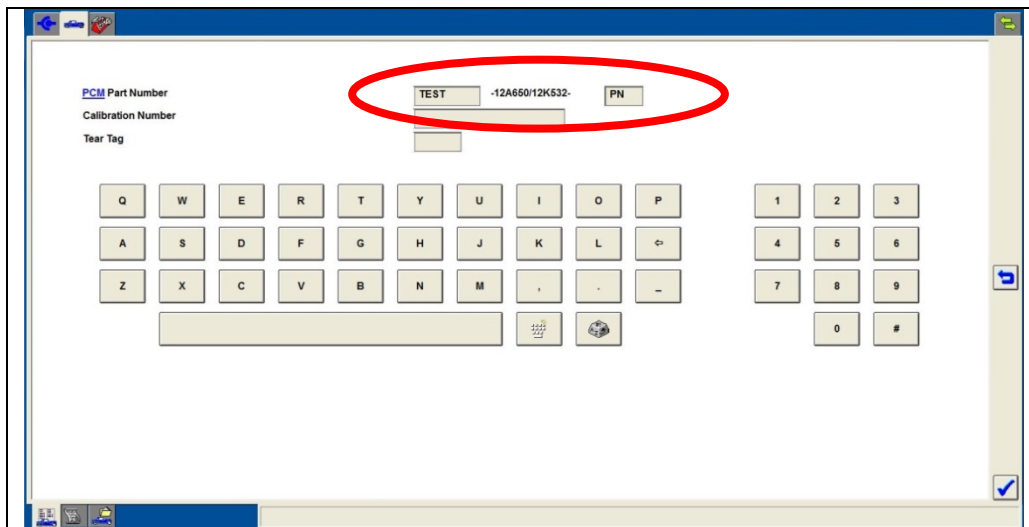 PCM Part Number TEST -12A650/12K532- PN
Calibration Number
Tear Tag
Q W E R T Y U I O P 1 2 3
A S D F G H J K L ⇦ 4 5 6
Z X C V B N M , . _ 7 8 9
0 #